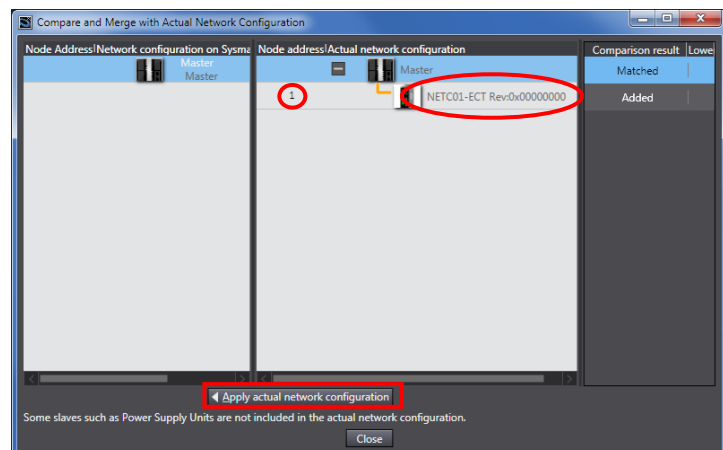 Compare and Merge with Actual Network Configuration
Node Address Network configuration on Sysma Node address Actual network configuration Comparison result Lowe
Master
Master
Master
Matched
1
NETC01-ECT Rev:0x00000000
Added
Apply actual network configuration
Some slaves such as Power Supply Units are not included in the actual network configuration.
Close